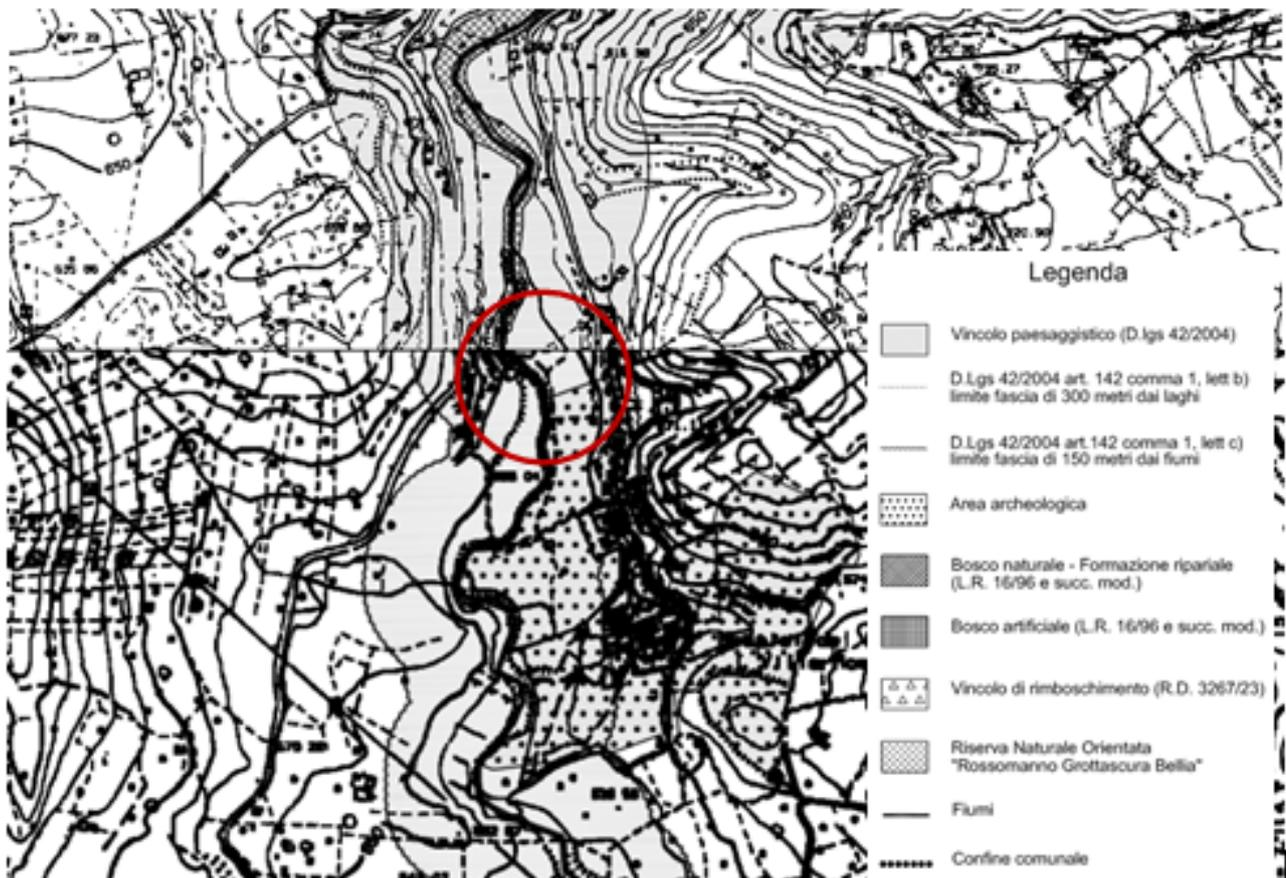 650
650
Legenda
Vincolo paesaggistico (D.lgs 42/2004)
D.Lgs 42/2004 art. 142 comma 1, lett b)
limite fascia di 300 metri dai laghi
D.Lgs 42/2004 art.142 comma 1, lett c)
limite fascia di 150 metri dai fiumi
Area archeologica
Bosco naturale - Formazione ripariale
(L.R. 16/96 e succ. mod.)
Bosco artificiale (L.R. 16/96 e succ. mod.)
Vincolo di rimboschimento (R.D. 3267/23)
Riserva Naturale Orientata
"Rossomanno Grottascura Bellia"
Fiumi
Confine comunale